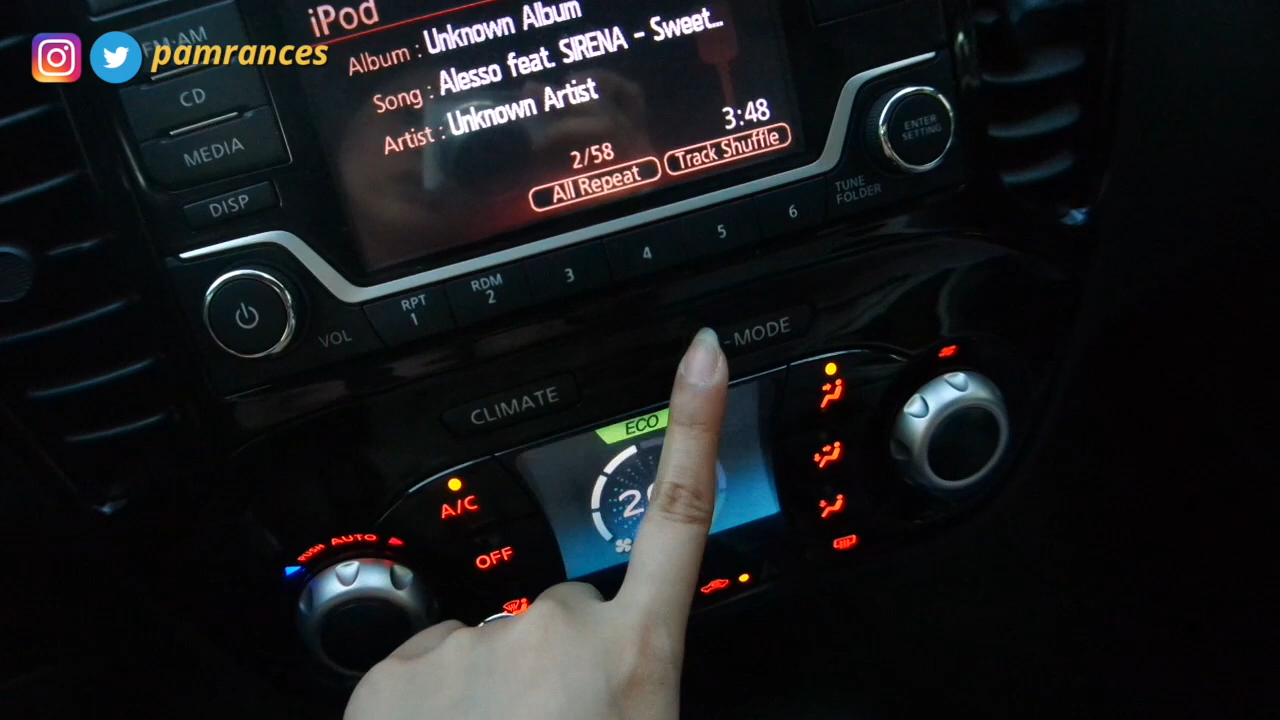 pamrances
iPod
Album : Unknown Album
Song : Alesso feat. SIRENA - Sweet...
Artist : Unknown Artist
3:48
2/58
All Repeat
Track Shuffle
FM·AM
CD
MEDIA
DISP
ENTER
SETTING
TUNE
FOLDER
VOL
RPT
1
RDM
2
3
4
5
6
CLIMATE
-MODE
ECO
A/C
PUSH AUTO
OFF